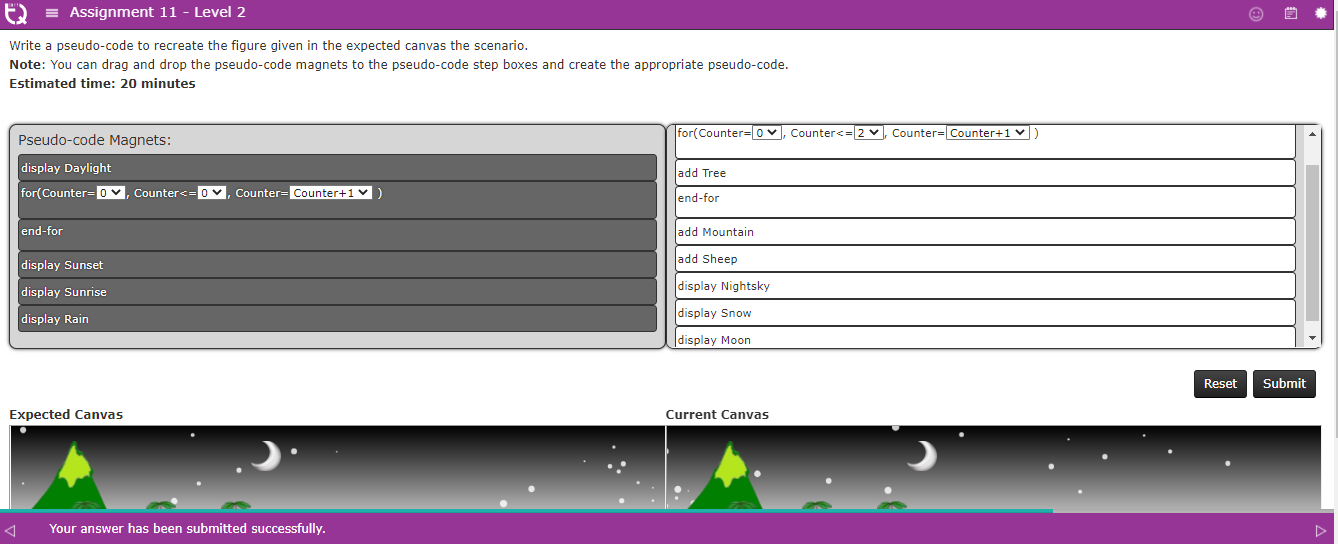 Assignment 11 - Level 2
Write a pseudo-code to recreate the figure given in the expected canvas the scenario.
Note: You can drag and drop the pseudo-code magnets to the pseudo-code step boxes and create the appropriate pseudo-code.
Estimated time: 20 minutes
Pseudo-code Magnets:
display Daylight
for(Counter= 0 , Counter<= 0 , Counter= Counter+1 )
end-for
display Sunset
display Sunrise
display Rain
for(Counter= 0 , Counter<= 2 , Counter= Counter+1 )
add Tree
end-for
add Mountain
add Sheep
display Nightsky
display Snow
display Moon
Reset Submit
Expected Canvas
Current Canvas
Your answer has been submitted successfully.